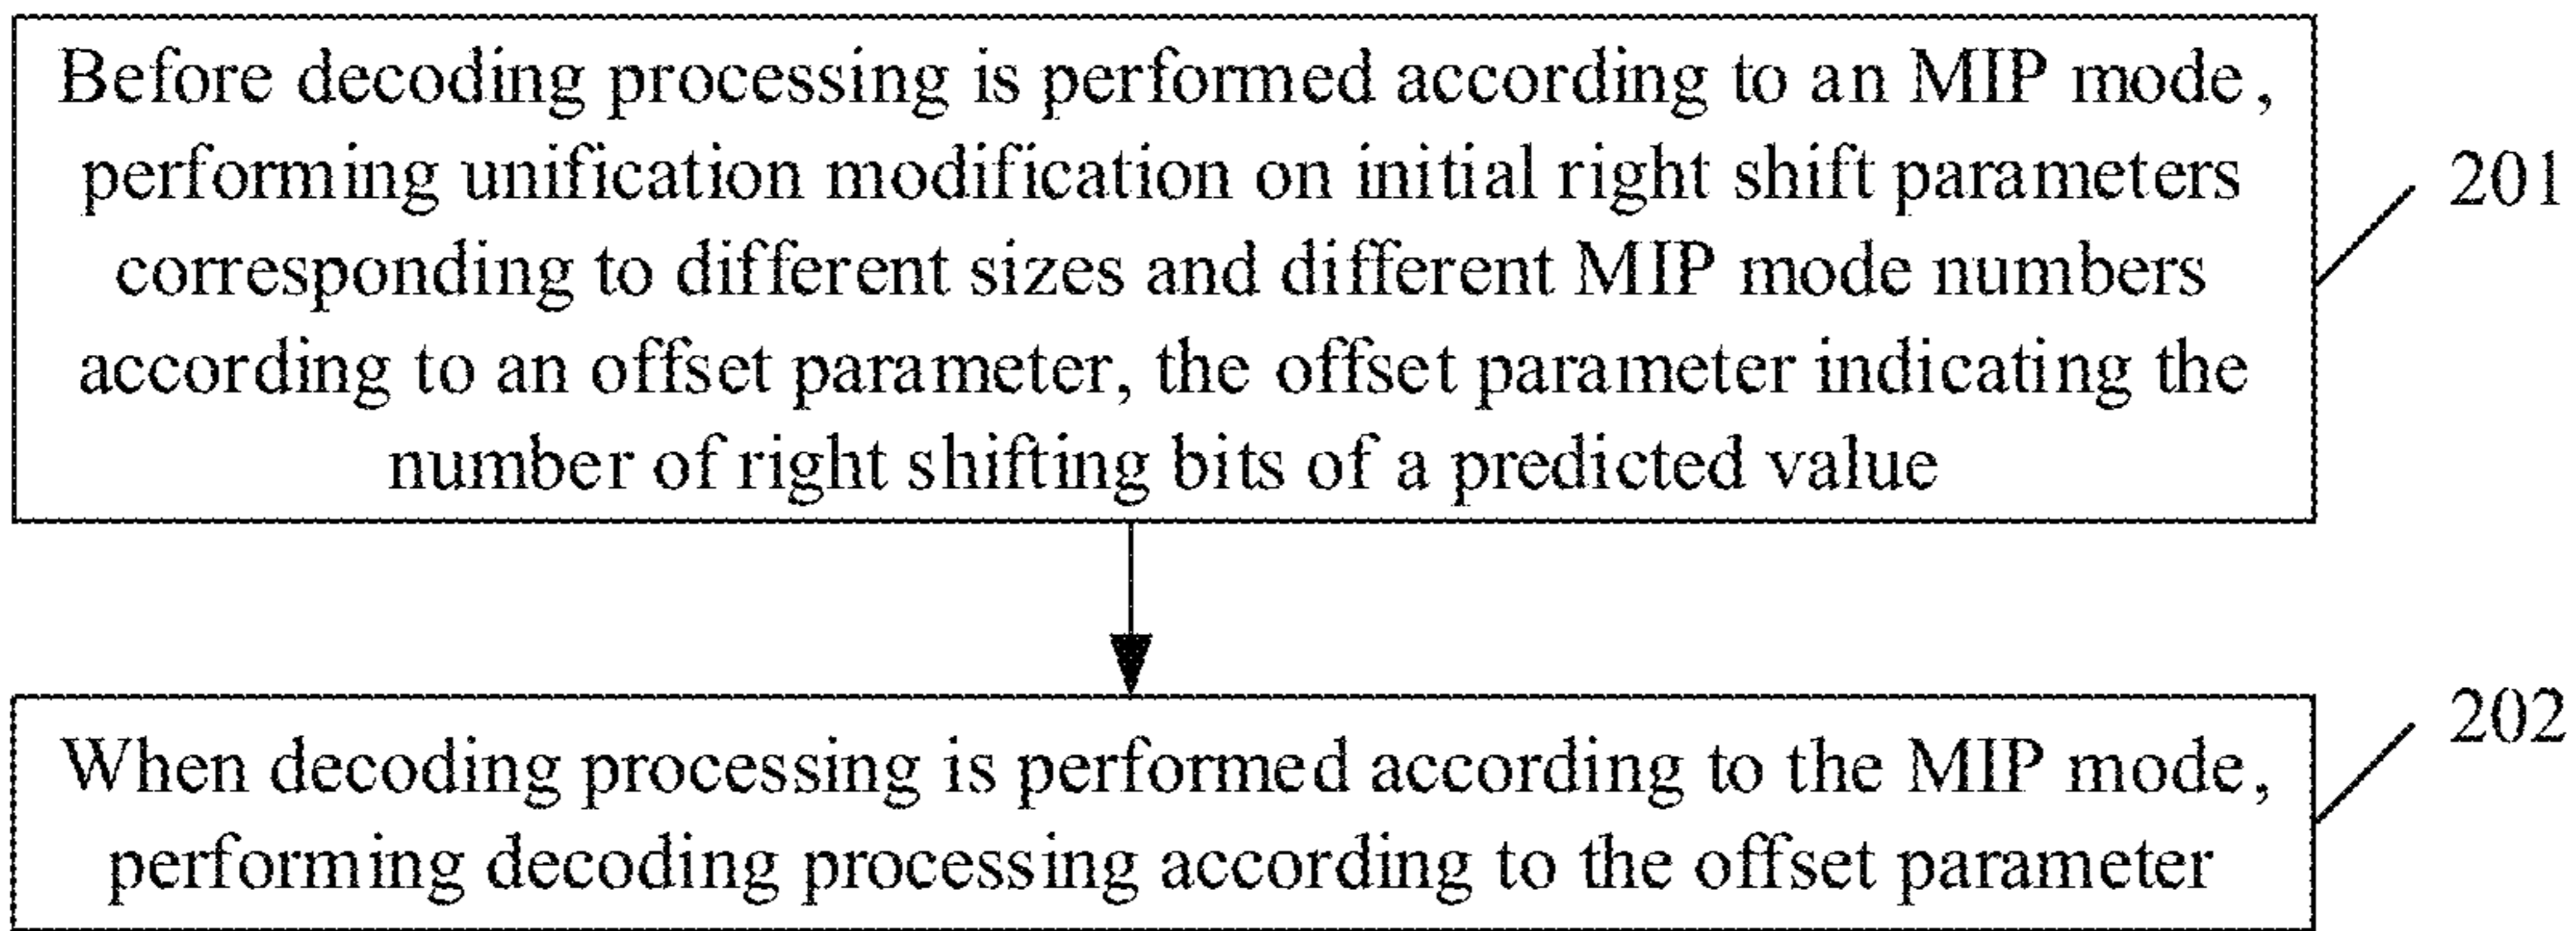 Before decoding processing is performed according to an MIP mode,
performing unification modification on initial right shift parameters
corresponding to different sizes and different MIP mode numbers
according to an offset parameter, the offset parameter indicating the
number of right shifting bits of a predicted value
201
When decoding processing is performed according to the MIP mode,
performing decoding processing according to the offset parameter
202